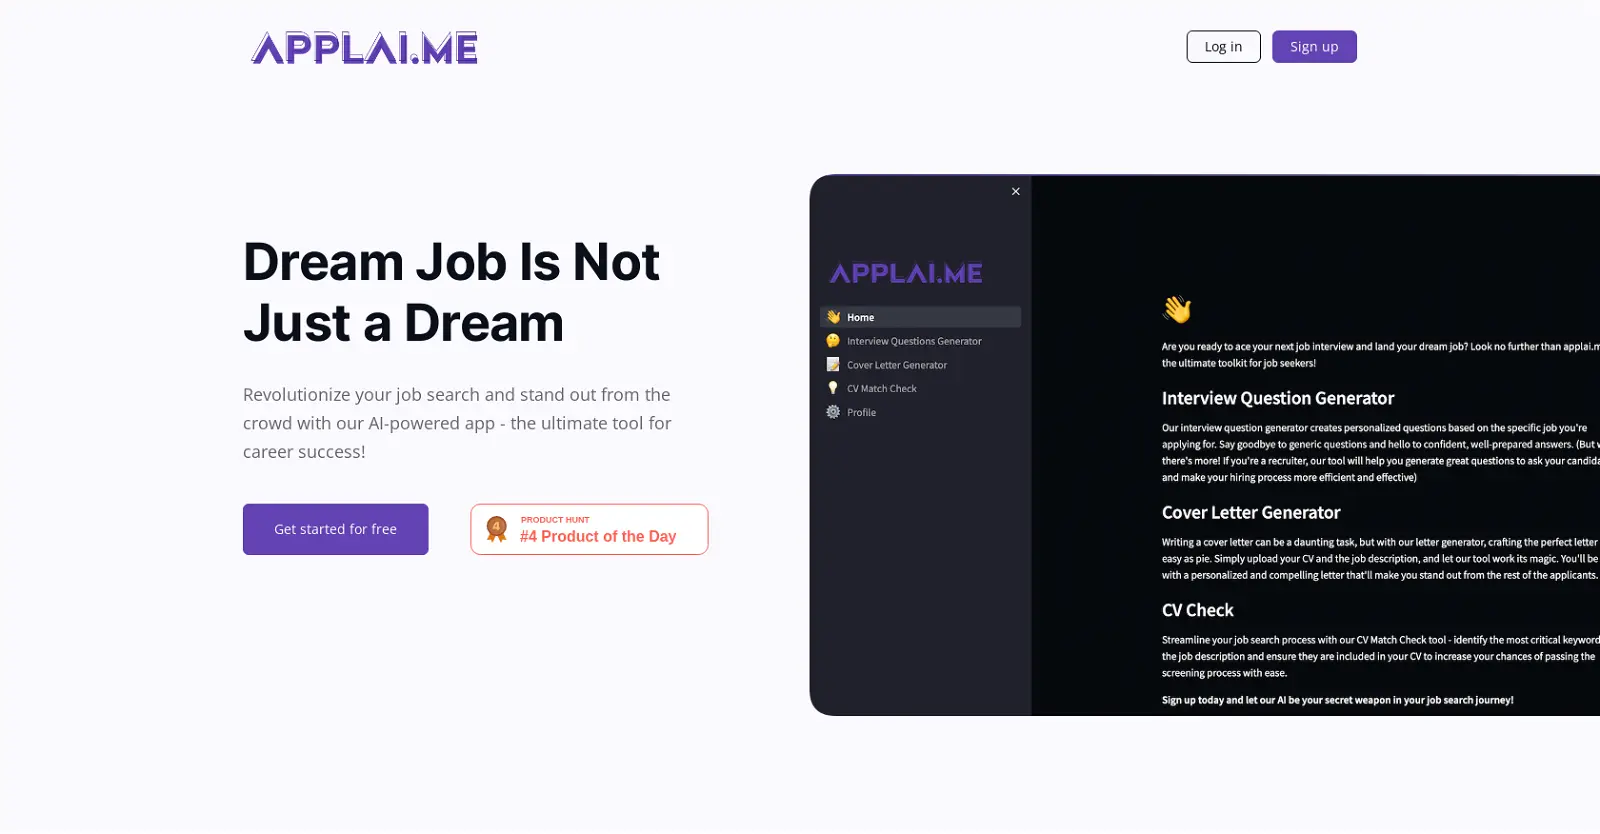 APPLAI.ME
Log in
Sign up
Dream Job Is Not
Just a Dream
Revolutionize your job search and stand out from the
crowd with our AI-powered app - the ultimate tool for
career success!
Get started for free
4
PRODUCT HUNT
#4 Product of the Day
APPLAI.ME
Home
Interview Questions Generator
Cover Letter Generator
CV Match Check
Profile
Are you ready to ace your next job interview and land your dream job? Look no further than
the ultimate toolkit for job seekers!
Interview Question Generator
Our interview question generator creates personalized questions based on the specific job you're
applying for. Say goodbye to generic questions and hello to confident, well-prepared answers. (But
there's more! If you're a recruiter, our tool will help you generate great questions to ask your
and make your hiring process more efficient and effective)
Cover Letter Generator
Writing a cover letter can be a daunting task, but with our letter generator, crafting the perfect letter
easy as pie. Simply upload your CV and the job description, and let our tool work its magic. You'll be
with a personalized and compelling letter that'll make you stand out from the rest of the applicants.
CV Check
Streamline your job search process with our CV Match Check tool - identify the most critical
the job description and ensure they are included in your CV to increase your chances of passing the
screening process with ease.
Sign up today and let our AI be your secret weapon in your job search journey!